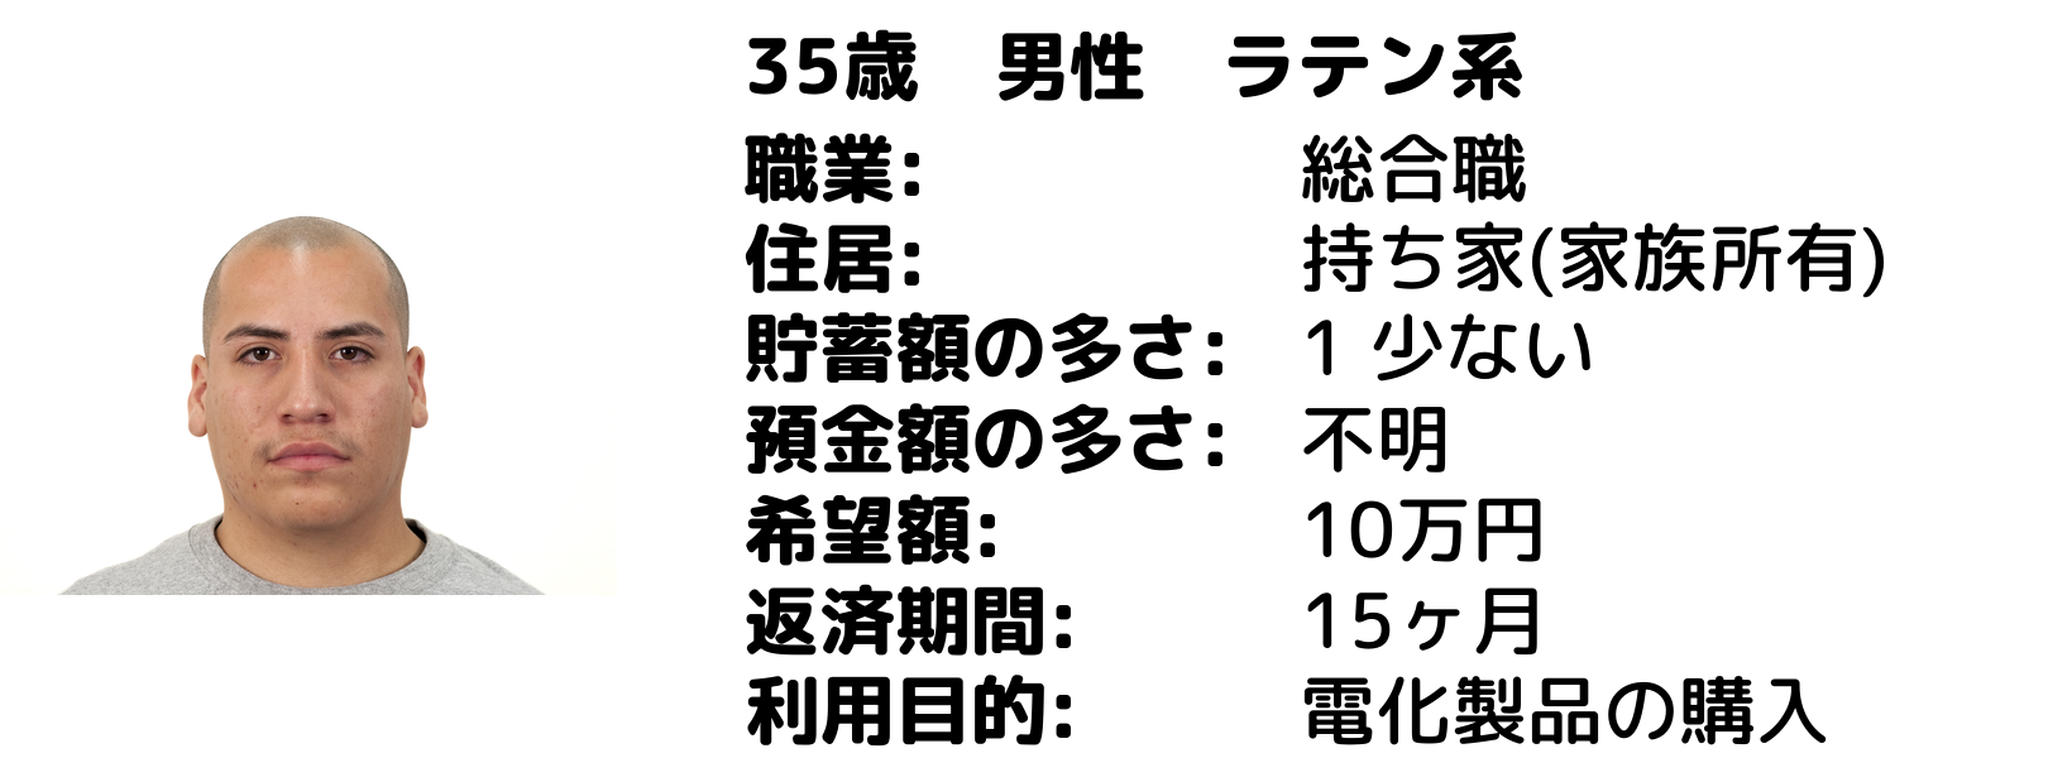 35歳　男性　ラテン系
職業: 総合職
住居: 持ち家(家族所有)
貯蓄額の多さ: 1 少ない
預金額の多さ: 不明
希望額: 10万円
返済期間: 15ヶ月
利用目的: 電化製品の購入